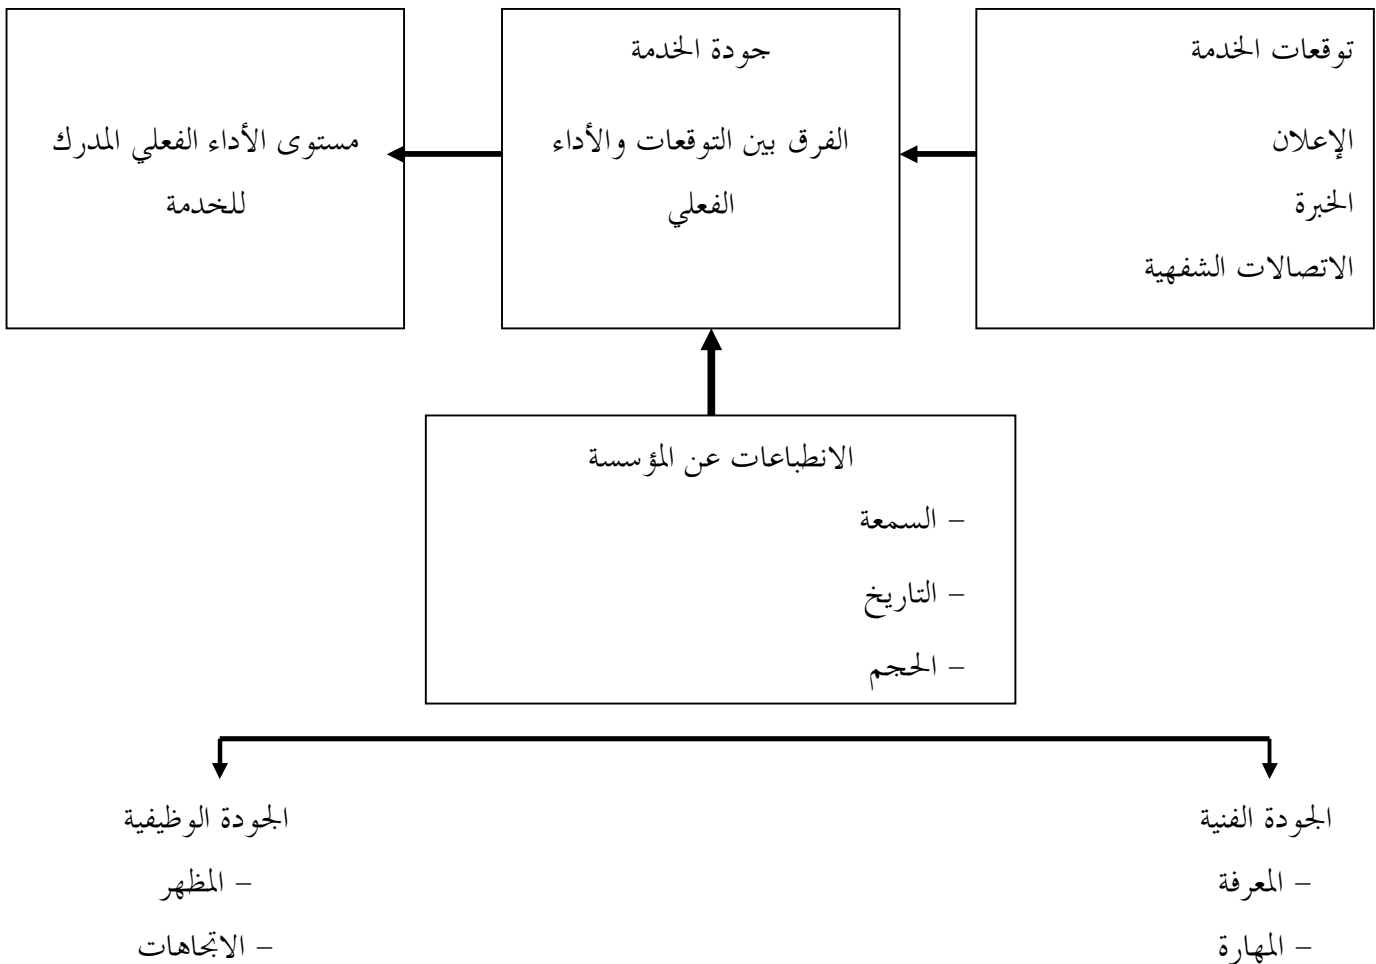 توقعات الخدمة
الإعلان
الخبرة
الاتصالات الشفهية
جودة الخدمة
الفرق بين التوقعات والأداء
الفعلي
مستوى الأداء الفعلي المدرك
للخدمة
الانطباعات عن المؤسسة
– السمعة
– التاريخ
– الحجم
الجودة الفنية
– المعرفة
– المهارة
الجودة الوظيفية
– المظهر
– الاتجاهات